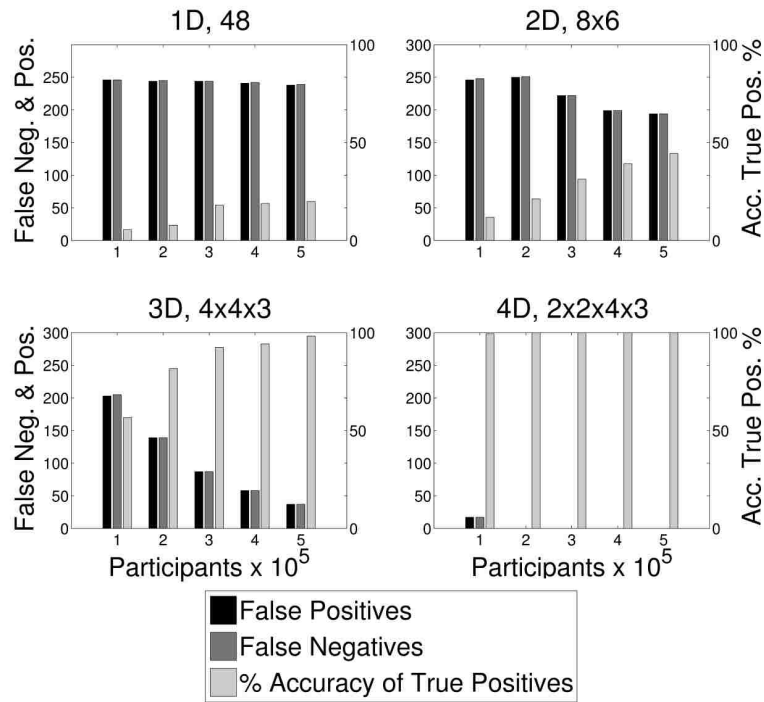 1D, 48
2D, 8x6
False Neg. & Pos.
300
250
200
150
100
50
0
1 2 3 4 5
100
50
0
300
250
200
150
100
50
0
1 2 3 4 5
100
50
0
Acc. True Pos. %
3D, 4x4x3
4D, 2x2x4x3
False Neg. & Pos.
300
250
200
150
100
50
0
1 2 3 4 5
Participants x 10^5
100
50
0
300
250
200
150
100
50
0
1 2 3 4 5
Participants x 10^5
100
50
0
Acc. True Pos. %
False Positives
False Negatives
% Accuracy of True Positives